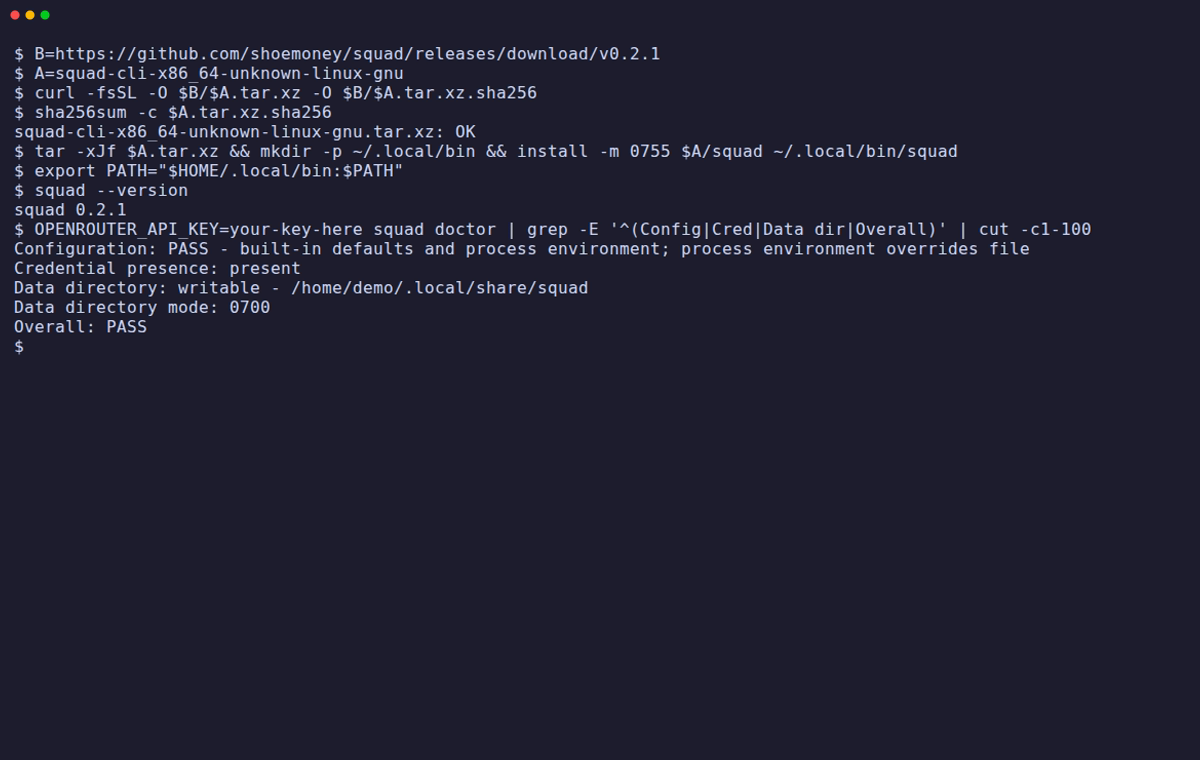 $ B=https://github.com/shoemoney/squad/releases/download/v0.2.1
$ A=squad-cli-x86_64-unknown-linux-gnu
$ curl -fsSL -O $B/$A.tar.xz -O $B/$A.tar.xz.sha256
$ sha256sum -c $A.tar.xz.sha256
squad-cli-x86_64-unknown-linux-gnu.tar.xz: OK
$ tar -xJf $A.tar.xz && mkdir -p ~/.local/bin && install -m 0755 $A/squad ~/.local/bin/squad
$ export PATH="$HOME/.local/bin:$PATH"
$ squad --version
squad 0.2.1
$ OPENROUTER_API_KEY=your-key-here squad doctor | grep -E '^(Config|Cred|Data dir|Overall)' | cut -c1-100
Configuration: PASS - built-in defaults and process environment; process environment overrides file
Credential presence: present
Data directory: writable - /home/demo/.local/share/squad
Data directory mode: 0700
Overall: PASS
$